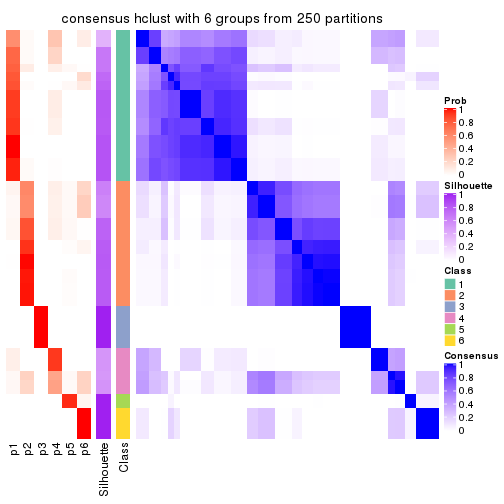 consensus hclust with 6 groups from 250 partitions
Prob
1
0.8
0.6
0.4
0.2
0
Silhouette
1
0.8
0.6
0.4
0.2
0
Class
1
2
3
4
5
6
Consensus
1
0.8
0.6
0.4
0.2
0
p1
p2
p3
p4
p5
p6
Silhouette
Class